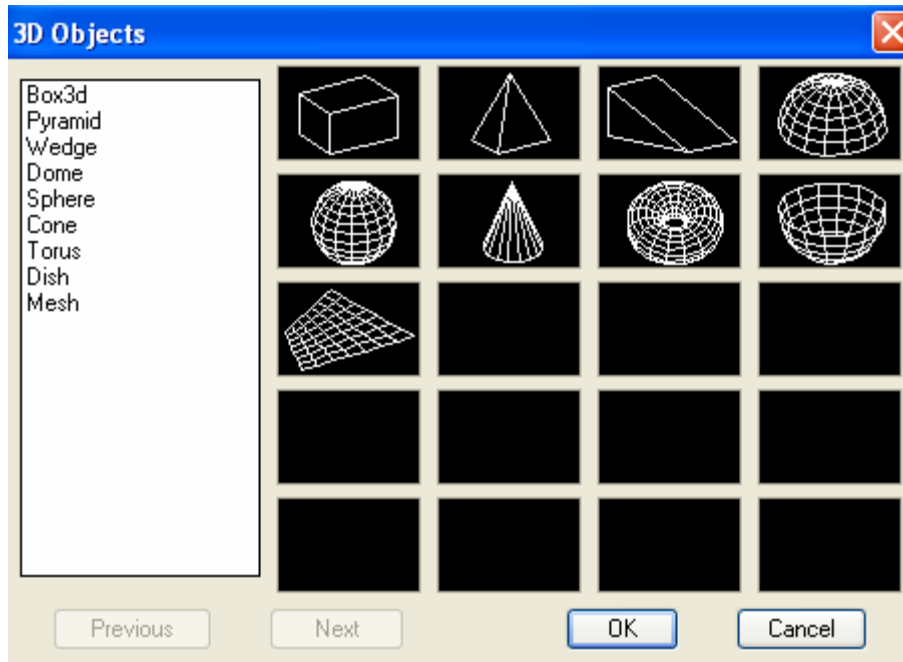 3D Objects
Box3d
Pyramid
Wedge
Dome
Sphere
Cone
Torus
Dish
Mesh
Previous
Next
OK
Cancel